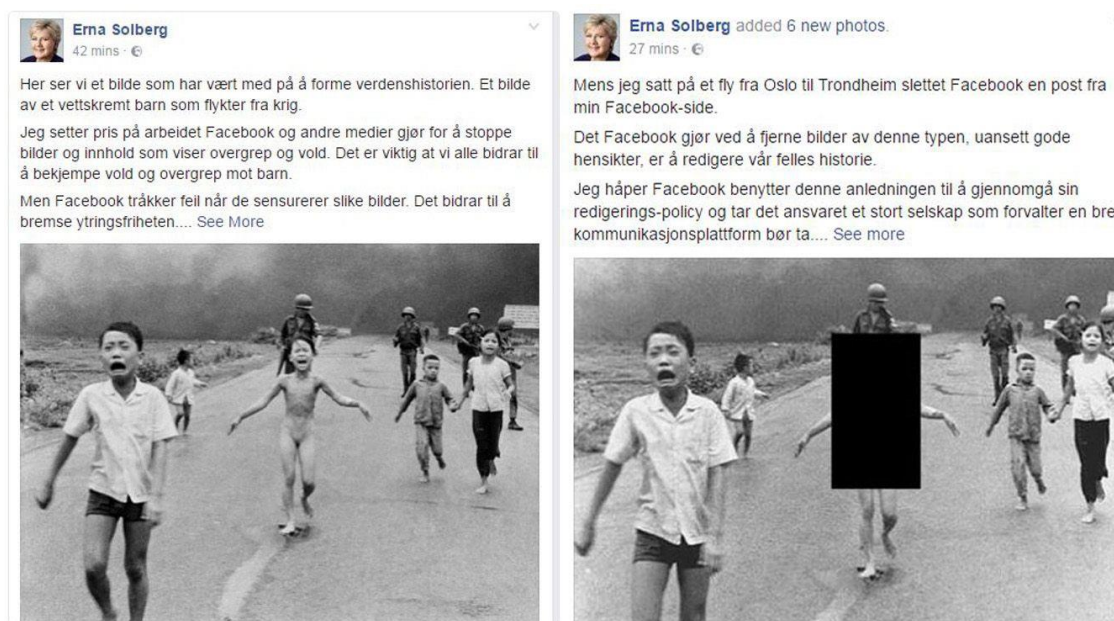 Erna Solberg
42 mins ·
Her ser vi et bilde som har vært med på å forme verdenshistorien. Et bilde
av et vettskremt barn som flykter fra krig.
Jeg setter pris på arbeidet Facebook og andre medier gjør for å stoppe
bilder og innhold som viser overgrep og vold. Det er viktig at vi alle bidrar til
å bekjempe vold og overgrep mot barn.
Men Facebook tråkker feil når de sensurerer slike bilder. Det bidrar til å
bremse ytringsfriheten.... See More
Erna Solberg added 6 new photos.
27 mins ·
Mens jeg satt på et fly fra Oslo til Trondheim slettet Facebook en post fra
min Facebook-side.
Det Facebook gjør ved å fjerne bilder av denne typen, uansett gode
hensikter, er å redigere vår felles historie.
Jeg håper Facebook benytter denne anledningen til å gjennomgå sin
redigerings-policy og tar det ansvaret et stort selskap som forvalter en bre
kommunikasjonsplattform bør ta.... See more